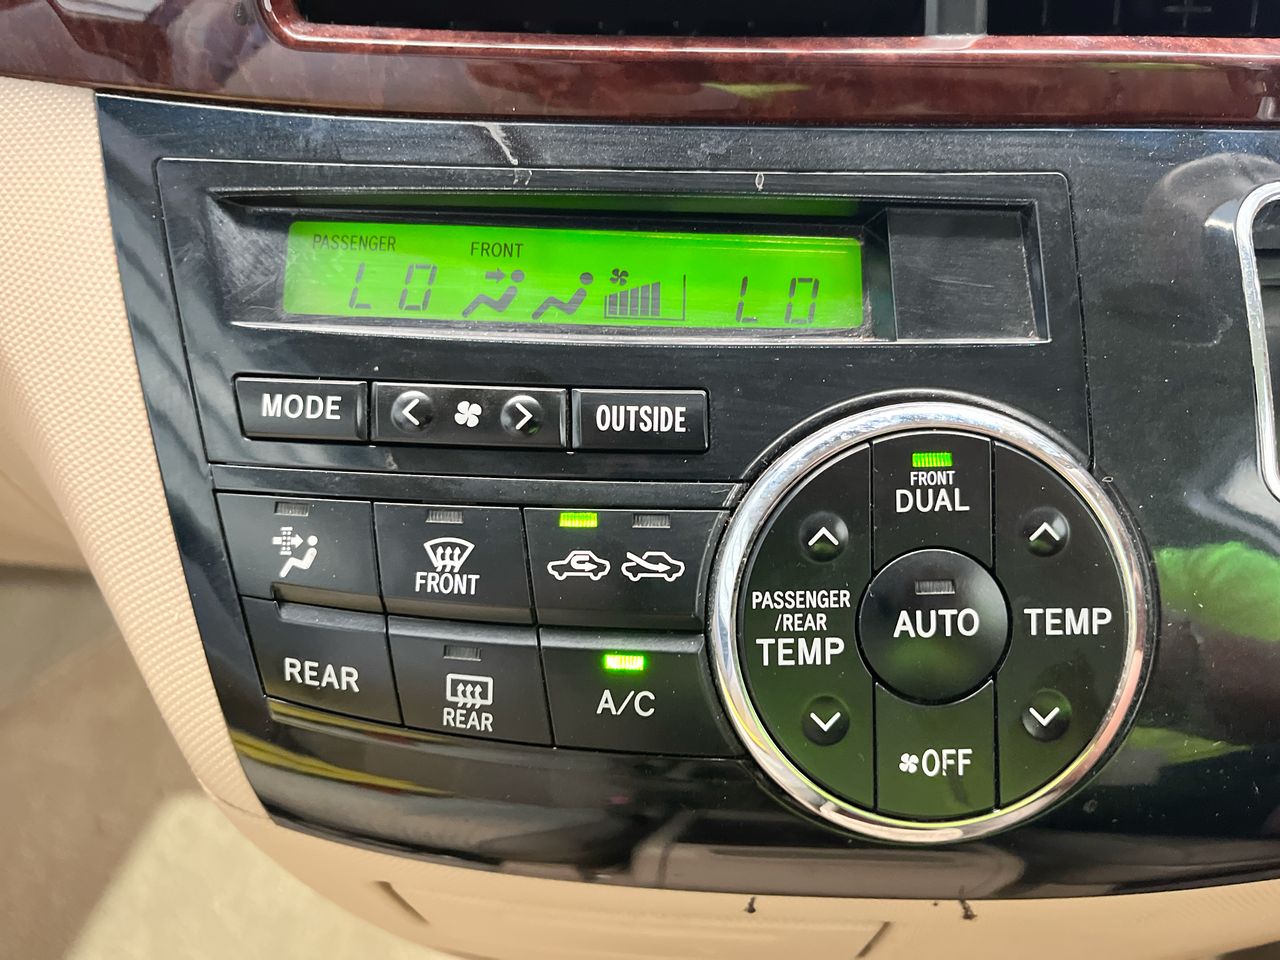 PASSENGER FRONT
LO LO
MODE < > OUTSIDE
FRONT
DUAL
FRONT
PASSENGER
/REAR
TEMP
AUTO
TEMP
REAR
REAR
A/C
OFF